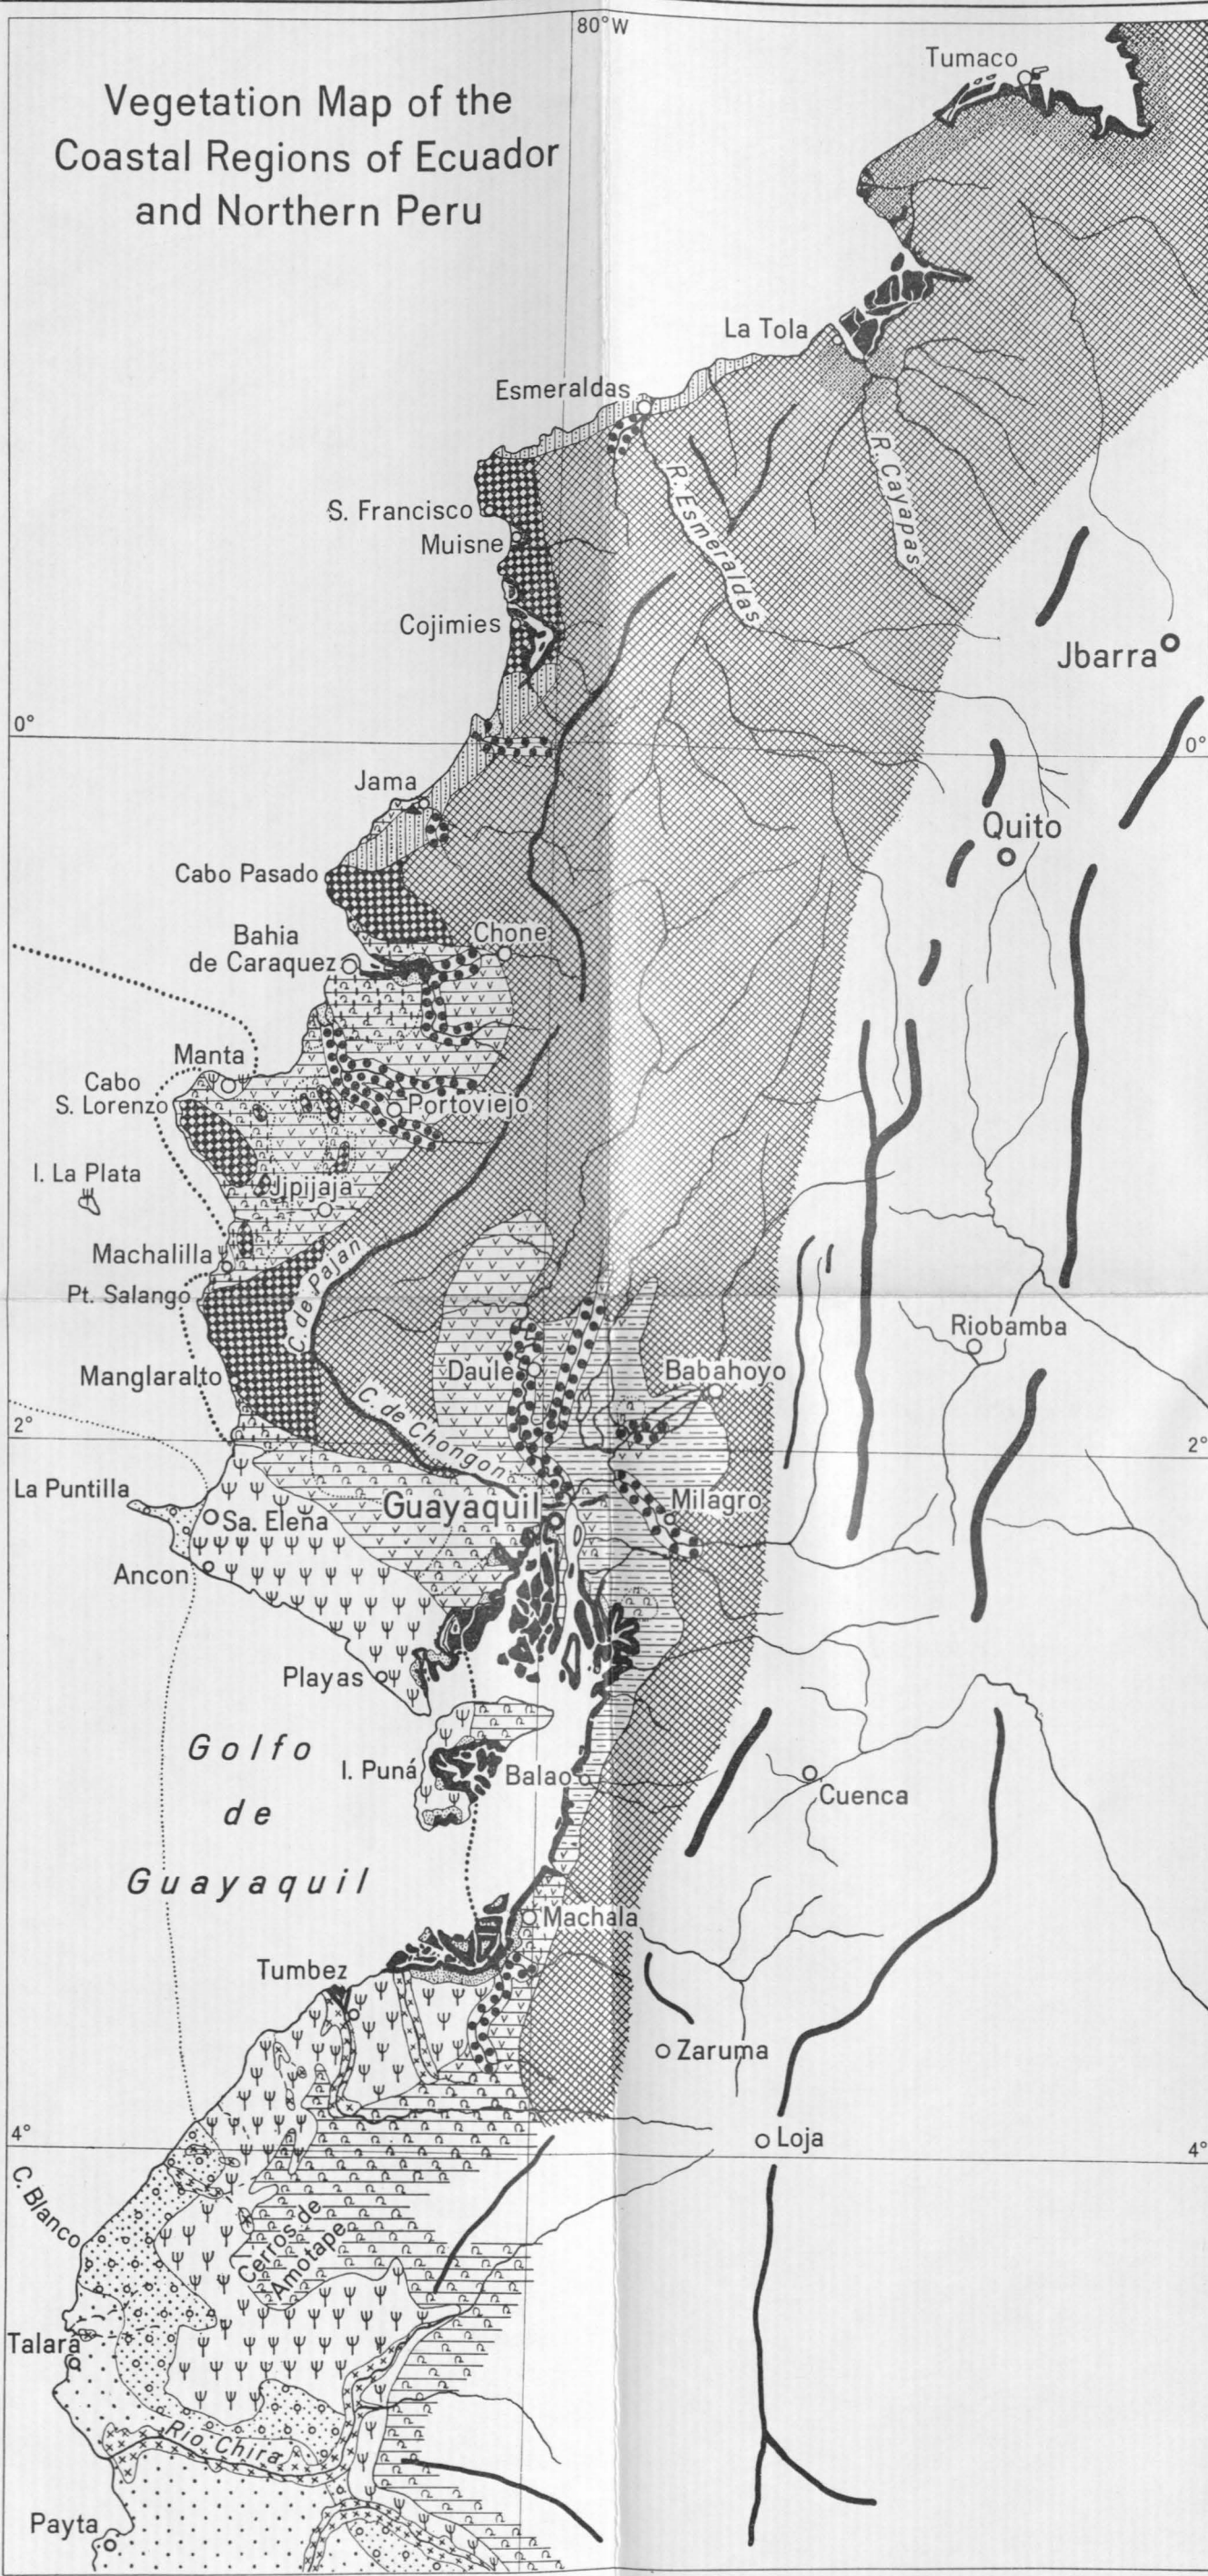 80°W
Vegetation Map of the
Coastal Regions of Ecuador
and Northern Peru
Tumaco
La Tola
Esmeraldas
R. Cayapas
R. Esmeraldas
S. Francisco
Muisne
Cojimies
Jbarra
0°
0°
Jama
Quito
Cabo Pasado
Chone
Bahia
de Caraquez
Manta
Cabo
S. Lorenzo
Portoviejo
I. La Plata
Jipijaja
Machalilla
C. de Pajan
Pt. Salango
Riobamba
Manglaralto
Daule
Babahoyo
C. de Chongon
2°
2°
La Puntilla
Guayaquil
Milagro
Sa. Elena
Ancon
Playas
Golfo
de
Guayaquil
I. Puná
Balao
Cuenca
Machala
Tumbez
Zaruma
Loja
4°
4°
C. Blanco
Cerros de
Amotape
Talara
Rio Chira
Payta